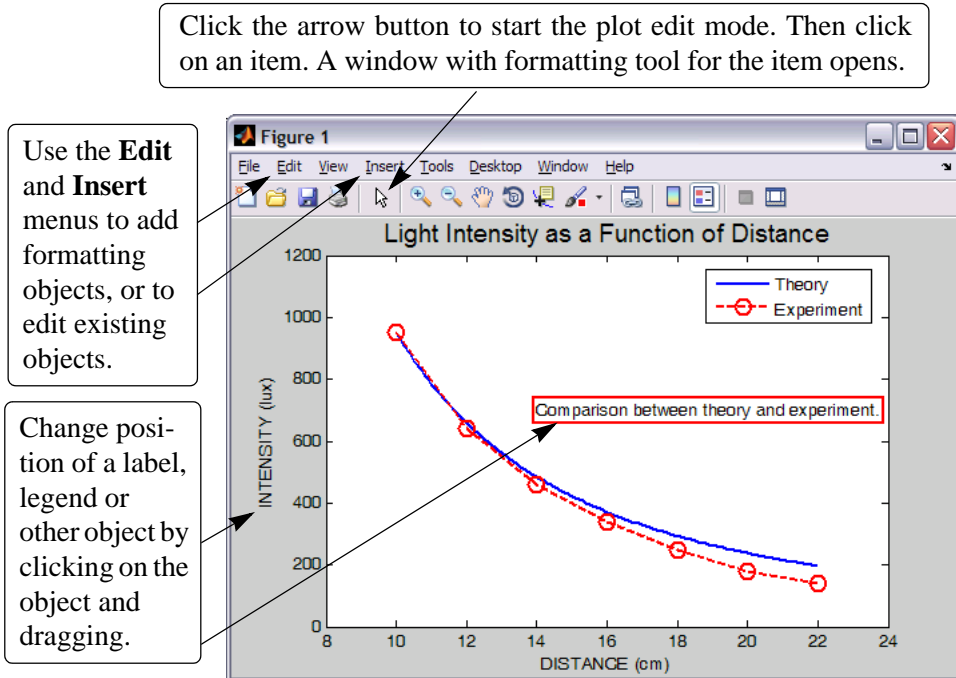 Click the arrow button to start the plot edit mode. Then click
on an item. A window with formatting tool for the item opens.
Use the Edit
and Insert
menus to add
formatting
objects, or to
edit existing
objects.
Change posi-
tion of a label,
legend or
other object by
clicking on the
object and
dragging.
Figure 1
File Edit View Insert Tools Desktop Window Help
Light Intensity as a Function of Distance
Theory
Experiment
Comparison between theory and experiment.
INTENSITY (lux)
1200
1000
800
600
400
200
0
8 10 12 14 16 18 20 22 24
DISTANCE (cm)